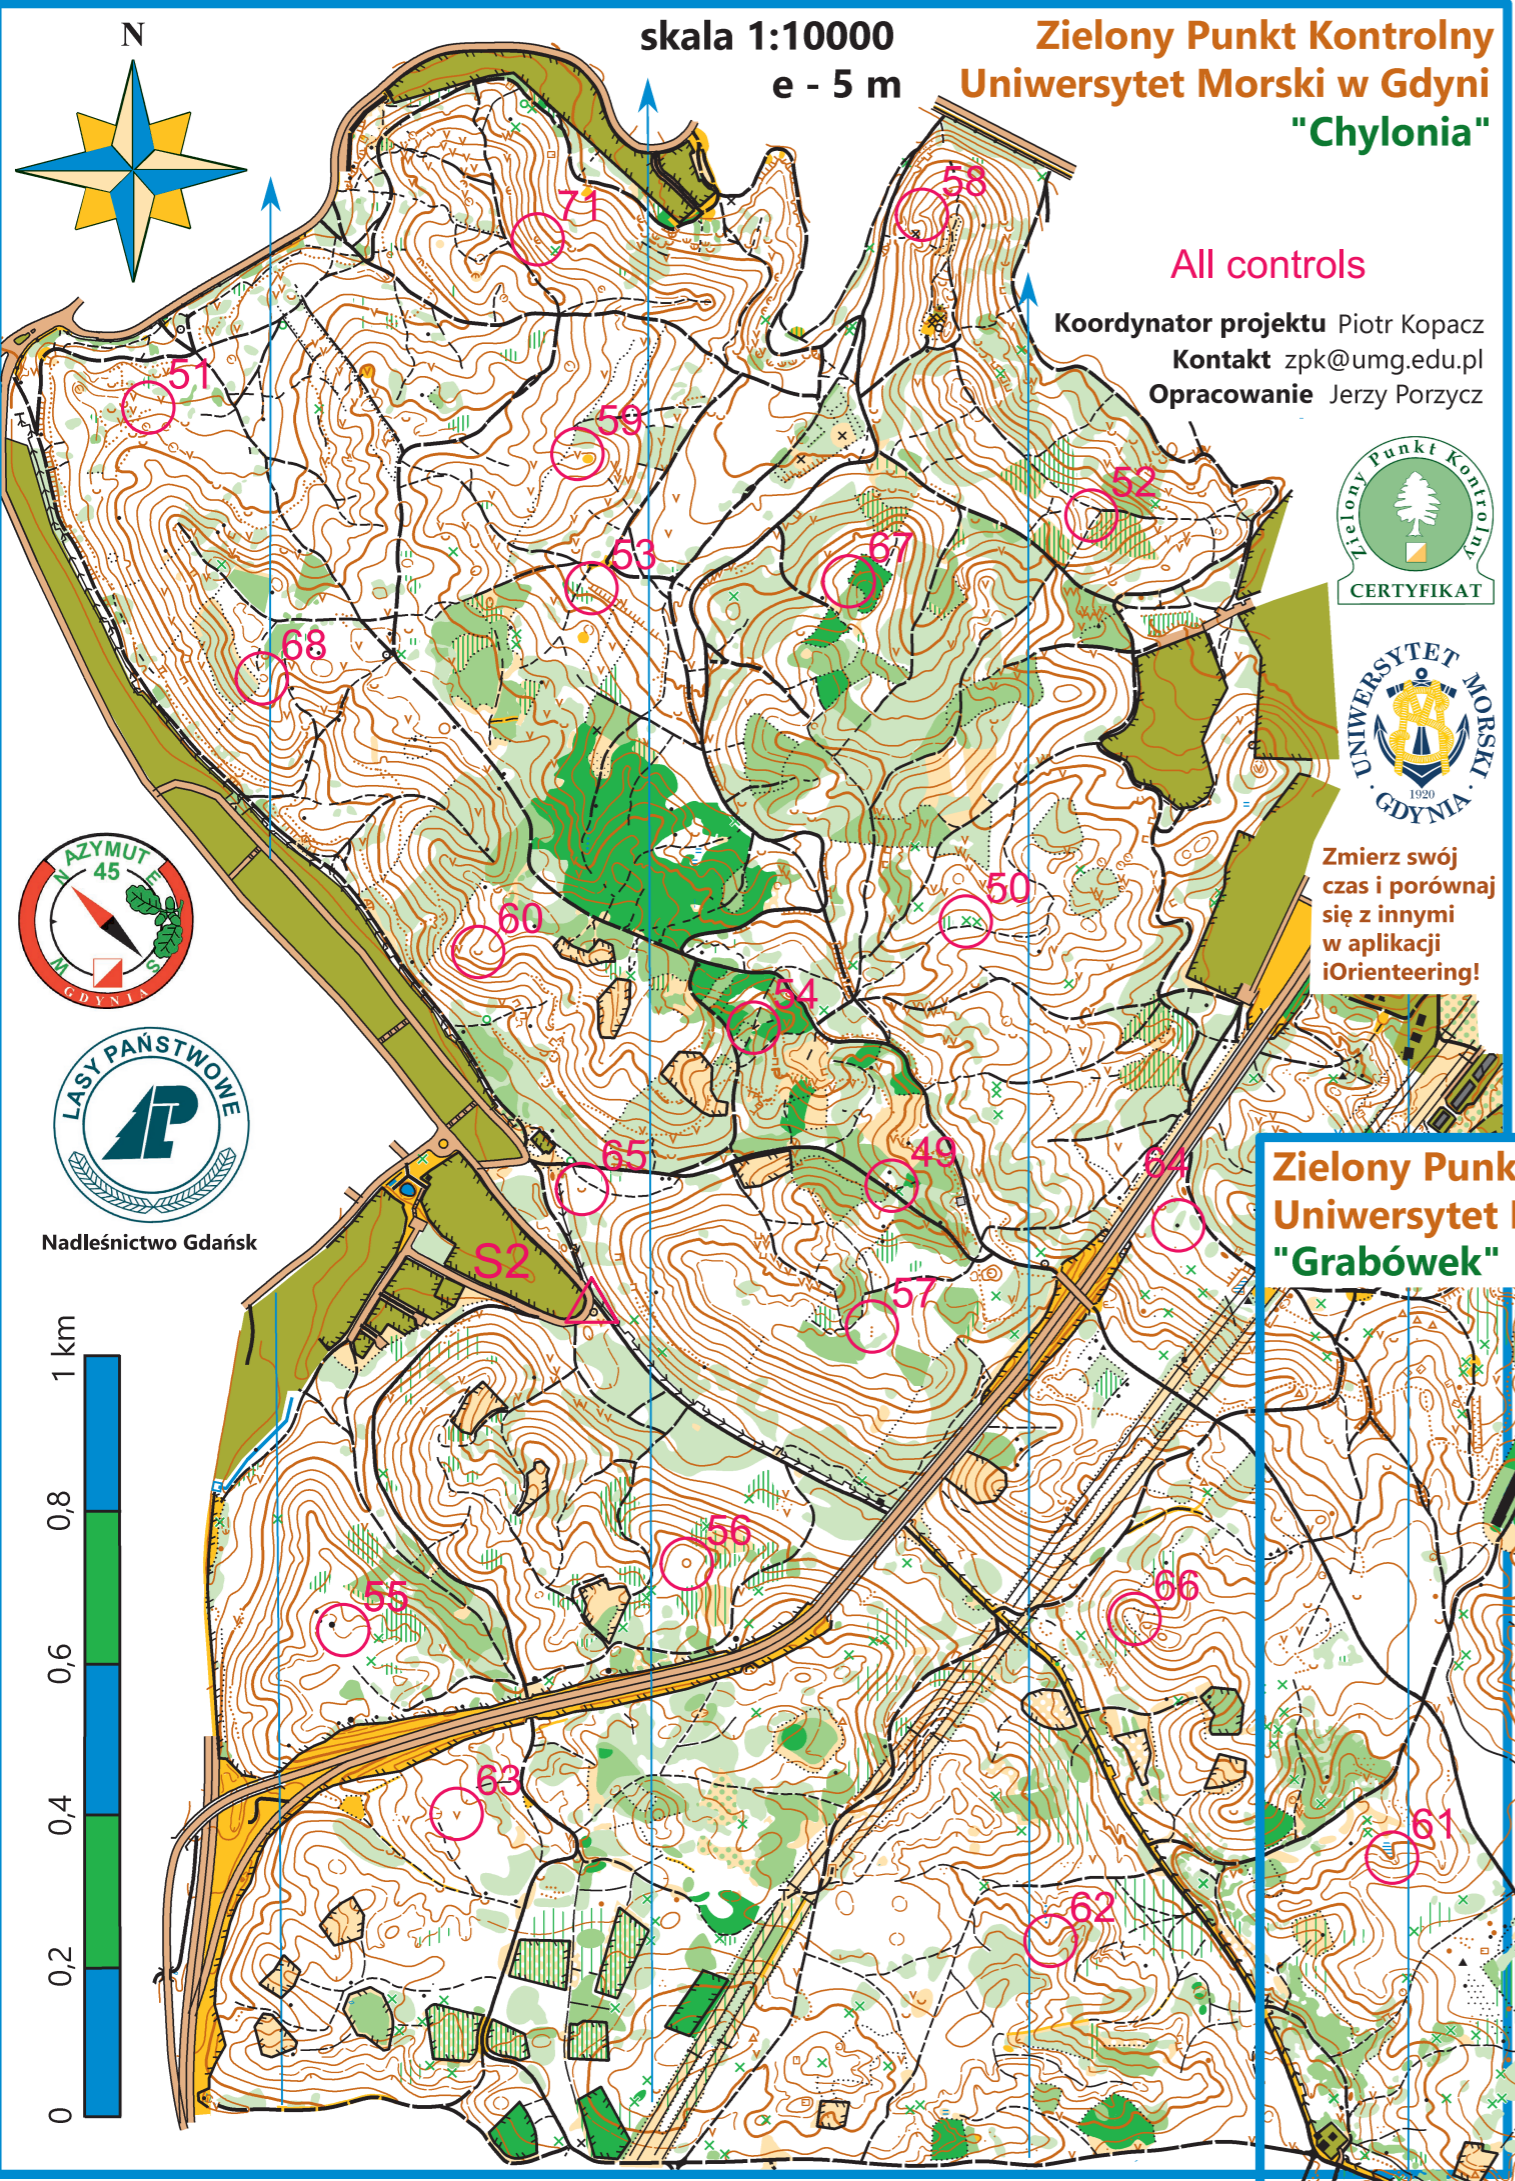 N
skala 1:10000
e - 5 m
Zielony Punkt Kontrolny
Uniwersytet Morski w Gdyni
"Chylonia"
All controls
Koordynator projektu Piotr Kopacz
Kontakt zpk@umg.edu.pl
Opracowanie Jerzy Porzycz
Zielony Punkt Kontrolny
CERTYFIKAT
UNIWERSYTET MORSKI
1920
· GDYNIA ·
Zmierz swój
czas i porównaj
się z innymi
w aplikacji
iOrienteering!
AZYMUT
45
N
E
W
S
GDYNIA
LASY PAŃSTWOWE
Nadleśnictwo Gdańsk
Zielony Punk
Uniwersytet
"Grabówek"
71
58
51
59
52
53
67
68
50
60
54
65
49
64
S2
57
56
55
66
63
61
62
1 km
0,8
0,6
0,4
0,2
0